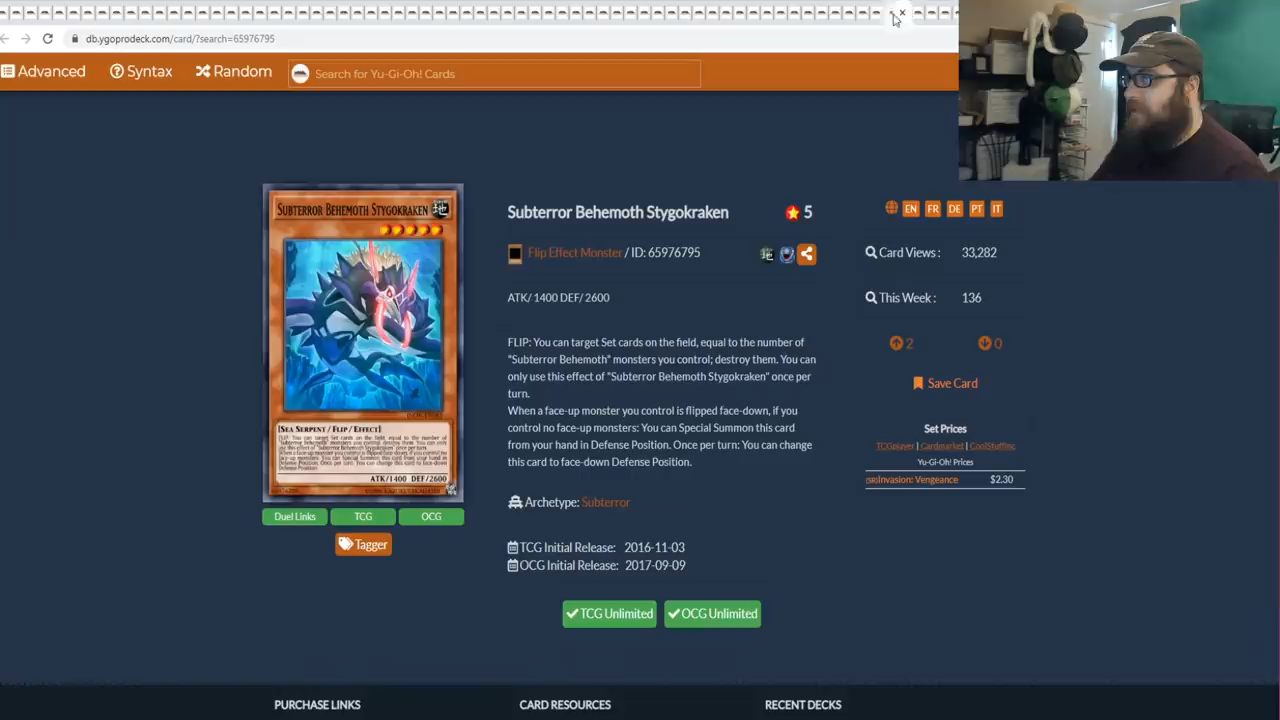 db.ygoprodeck.com/card/?search=65976795
Advanced
Syntax
Random
Search for Yu-Gi-Oh! Cards
SUBTERROR BEHEMOTH STYGOKRAKEN
[SEA SERPENT / FLIP / EFFECT]
ATK/1400 DEF/2600
Duel Links
TCG
OCG
Tagger
Subterror Behemoth Stygokraken
5
Flip Effect Monster / ID: 65976795
ATK/ 1400 DEF/ 2600
FLIP: You can target Set cards on the field, equal to the number of
"Subterror Behemoth" monsters you control; destroy them. You can
only use this effect of "Subterror Behemoth Stygokraken" once per
turn.
When a face-up monster you control is flipped face-down, if you
control no face-up monsters: You can Special Summon this card
from your hand in Defense Position. Once per turn: You can change
this card to face-down Defense Position.
Archetype: Subterror
TCG Initial Release: 2016-11-03
OCG Initial Release: 2017-09-09
TCG Unlimited
OCG Unlimited
EN FR DE PT IT
Card Views : 33,282
This Week : 136
2
0
Save Card
Set Prices
TCGplayer | Cardmarket | CoolStuffInc
Yu-Gi-Oh! Prices
(SR)Invasion: Vengeance $2.30
PURCHASE LINKS
CARD RESOURCES
RECENT DECKS